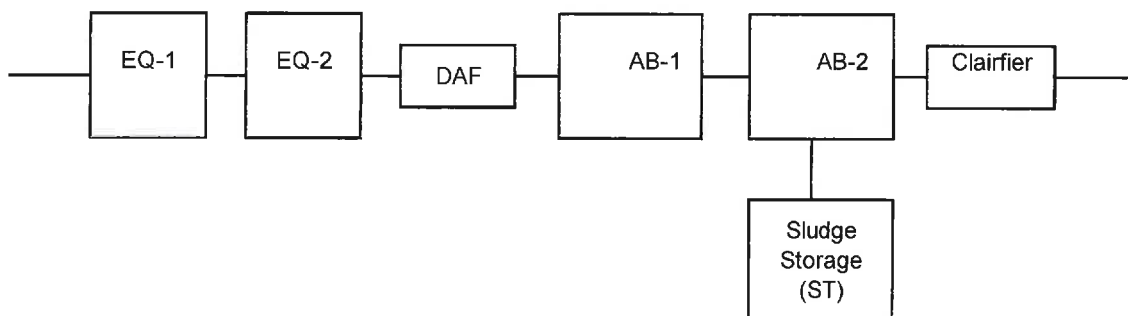 EQ-1
EQ-2
DAF
AB-1
AB-2
Clairfier
Sludge
Storage
(ST)